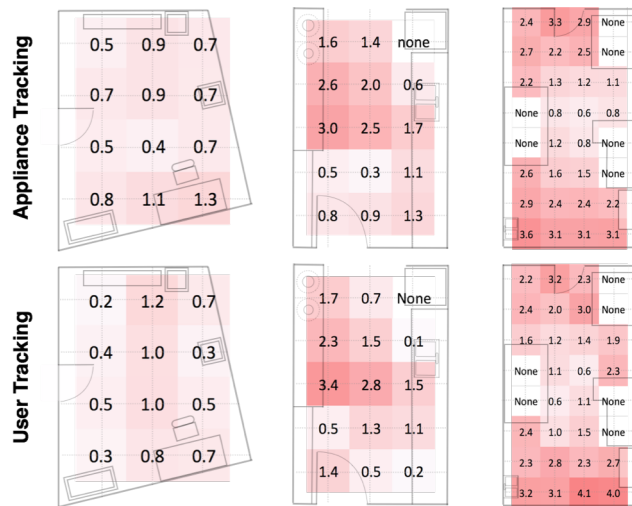 Appliance Tracking
0.5 0.9 0.7
0.7 0.9 0.7
0.5 0.4 0.7
0.8 1.1 1.3
1.6 1.4 none
2.6 2.0 0.6
3.0 2.5 1.7
0.5 0.3 1.1
0.8 0.9 1.3
2.4 3.3 2.9 None
2.7 2.2 2.5 None
2.2 1.3 1.2 1.1
None 0.8 0.6 0.8
None 1.2 0.8 None
2.6 1.6 1.5 None
2.9 2.4 2.4 2.2
3.6 3.1 3.1 3.1
User Tracking
0.2 1.2 0.7
0.4 1.0 0.3
0.5 1.0 0.5
0.3 0.8 0.7
1.7 0.7 None
2.3 1.5 0.1
3.4 2.8 1.5
0.5 1.3 1.1
1.4 0.5 0.2
2.2 3.2 2.3 None
2.4 2.0 3.0 None
1.6 1.2 1.4 1.9
None 1.1 0.6 2.3
None 0.6 1.1 None
2.4 1.0 1.5 None
2.3 2.8 2.3 2.7
3.2 3.1 4.1 4.0